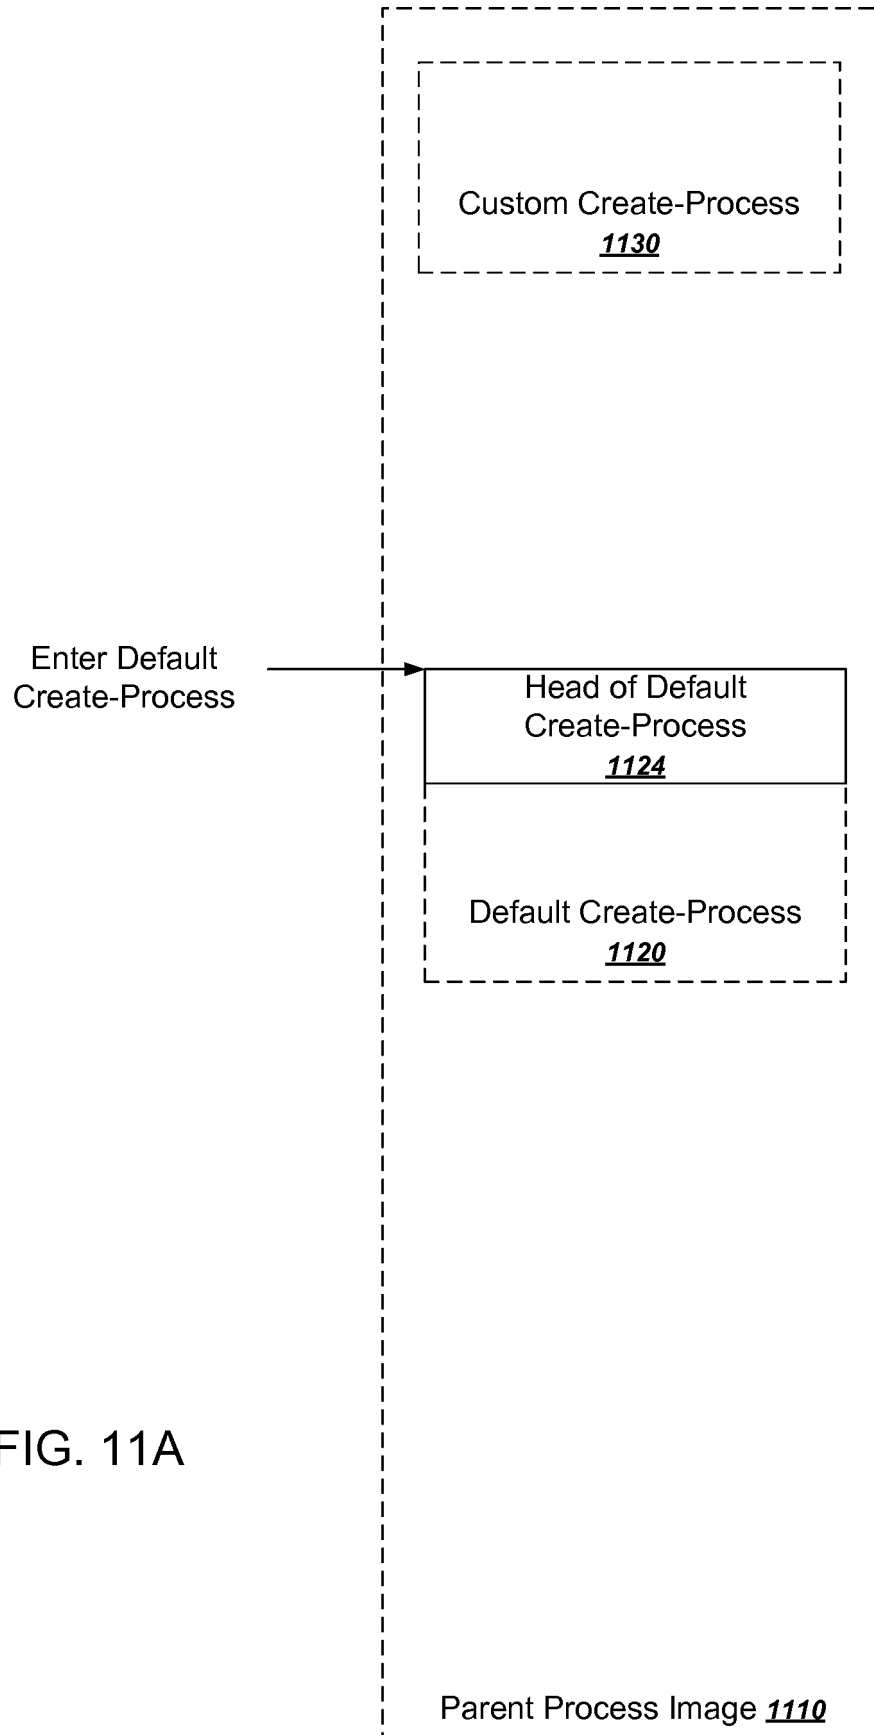 Custom Create-Process
1130
Enter Default
Create-Process
Head of Default
Create-Process
1124
Default Create-Process
1120
FIG. 11A
Parent Process Image 1110